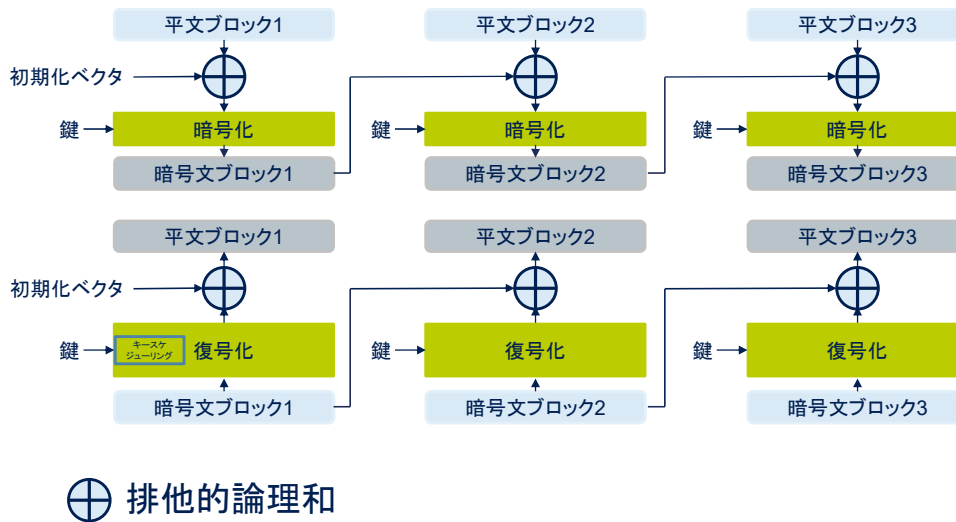 平文ブロック1 平文ブロック2 平文ブロック3
初期化ベクタ
鍵 暗号化 鍵 暗号化 鍵 暗号化
暗号文ブロック1 暗号文ブロック2 暗号文ブロック3
平文ブロック1 平文ブロック2 平文ブロック3
初期化ベクタ
鍵 キースケ
ジューリング 復号化 鍵 復号化 鍵 復号化
暗号文ブロック1 暗号文ブロック2 暗号文ブロック3
排他的論理和